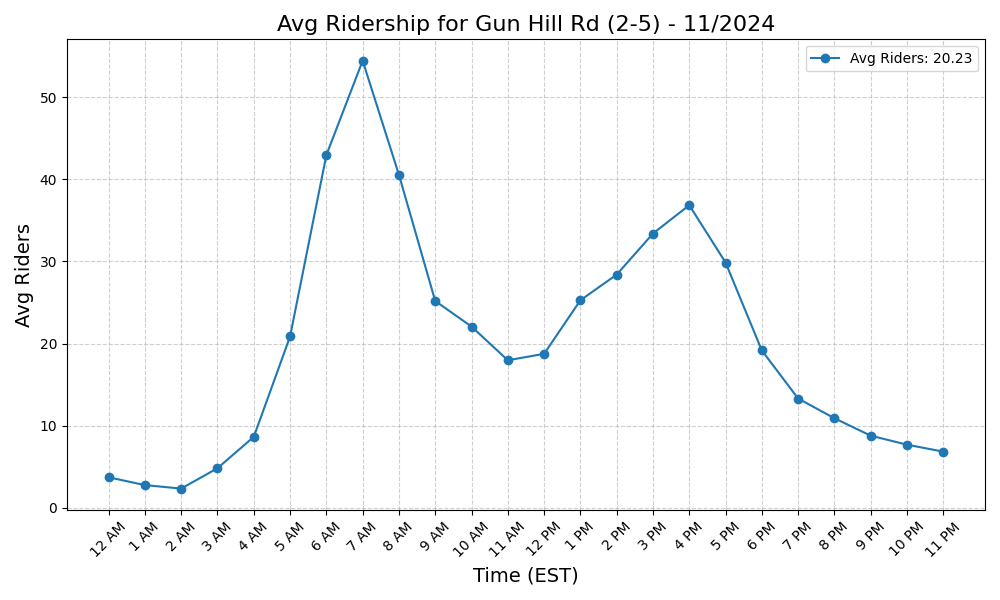 Avg Ridership for Gun Hill Rd (2-5) - 11/2024
Avg Riders: 20.23
Avg Riders
50
40
30
20
10
0
12 AM
1 AM
2 AM
3 AM
4 AM
5 AM
6 AM
7 AM
8 AM
9 AM
10 AM
11 AM
12 PM
1 PM
2 PM
3 PM
4 PM
5 PM
6 PM
7 PM
8 PM
9 PM
10 PM
11 PM
Time (EST)